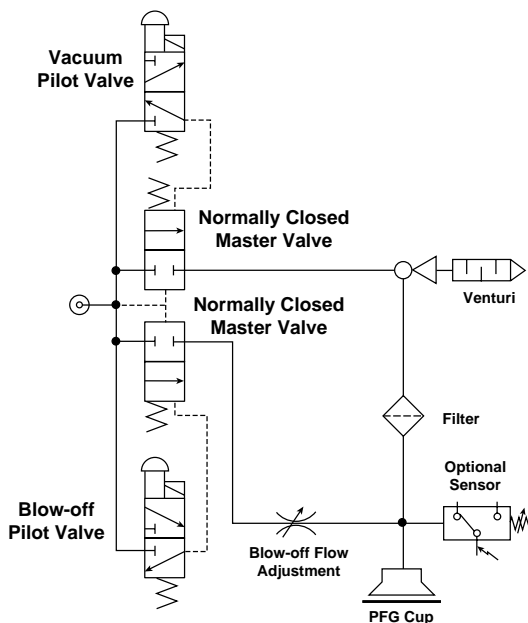 Vacuum
Pilot Valve
Normally Closed
Master Valve
Venturi
Normally Closed
Master Valve
Filter
Optional
Sensor
Blow-off
Pilot Valve
Blow-off Flow
Adjustment
PFG Cup